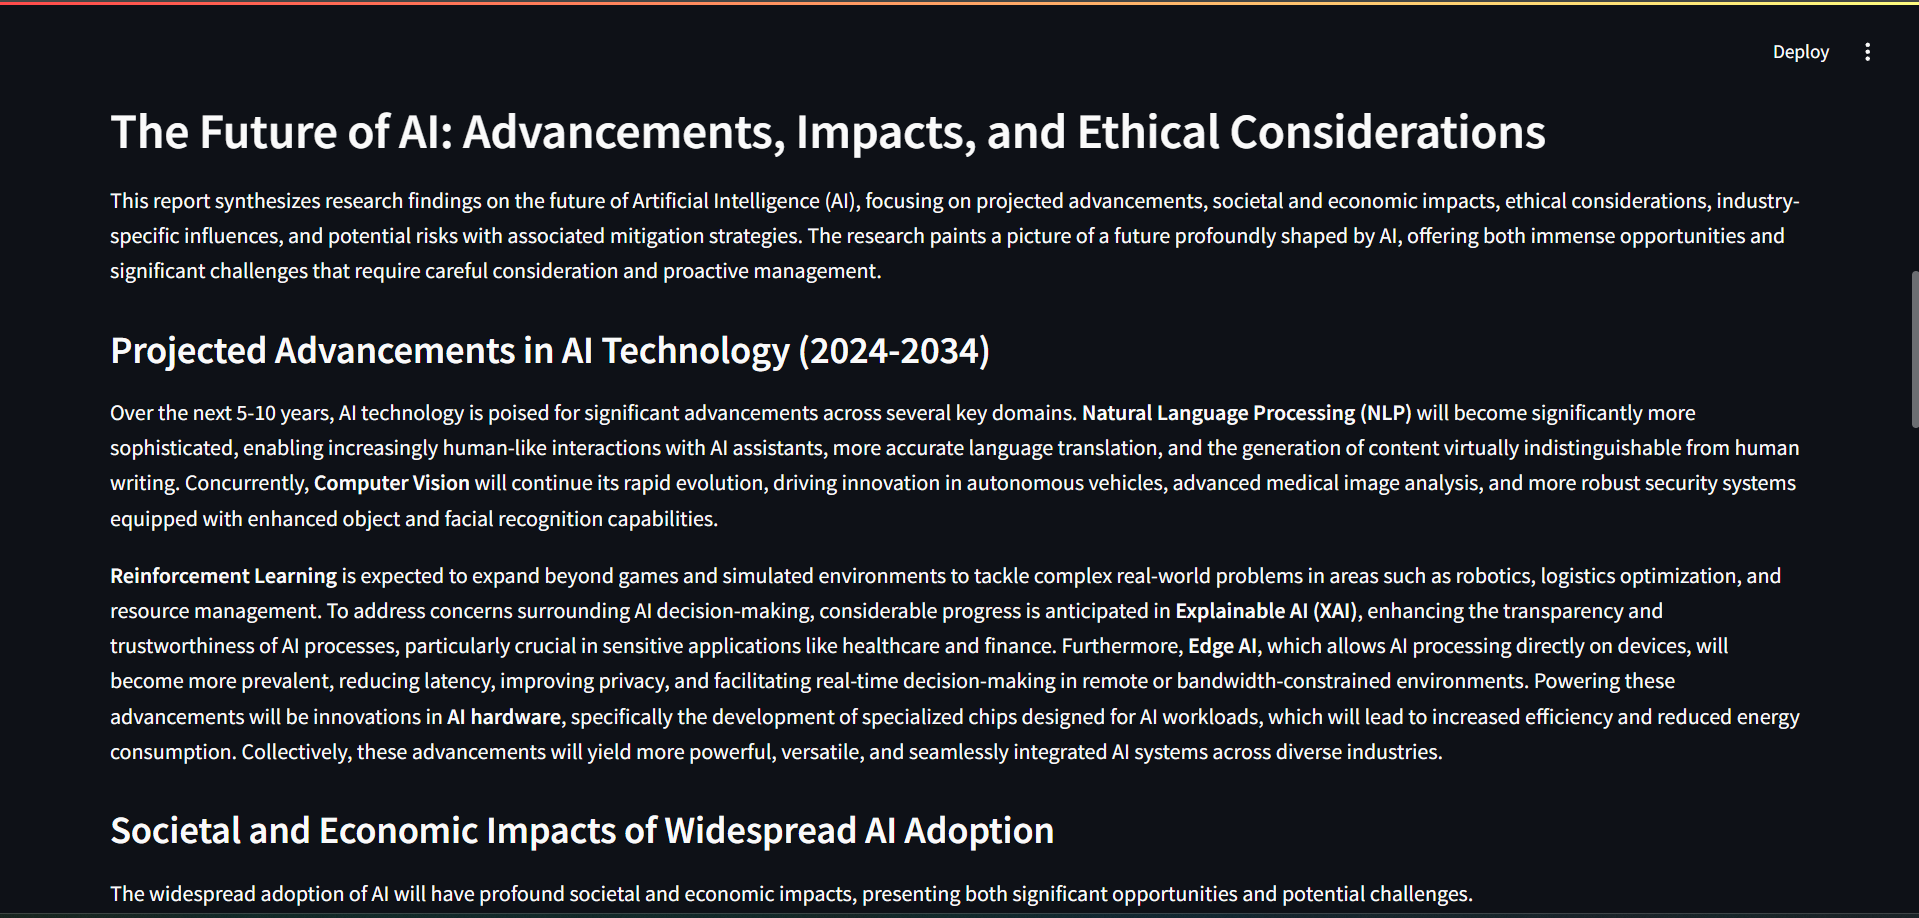 Deploy
The Future of AI: Advancements, Impacts, and Ethical Considerations
This report synthesizes research findings on the future of Artificial Intelligence (AI), focusing on projected advancements, societal and economic impacts, ethical considerations, industry-
specific influences, and potential risks with associated mitigation strategies. The research paints a picture of a future profoundly shaped by AI, offering both immense opportunities and
significant challenges that require careful consideration and proactive management.
Projected Advancements in AI Technology (2024-2034)
Over the next 5-10 years, AI technology is poised for significant advancements across several key domains. Natural Language Processing (NLP) will become significantly more
sophisticated, enabling increasingly human-like interactions with AI assistants, more accurate language translation, and the generation of content virtually indistinguishable from human
writing. Concurrently, Computer Vision will continue its rapid evolution, driving innovation in autonomous vehicles, advanced medical image analysis, and more robust security systems
equipped with enhanced object and facial recognition capabilities.
Reinforcement Learning is expected to expand beyond games and simulated environments to tackle complex real-world problems in areas such as robotics, logistics optimization, and
resource management. To address concerns surrounding AI decision-making, considerable progress is anticipated in Explainable AI (XAI), enhancing the transparency and
trustworthiness of AI processes, particularly crucial in sensitive applications like healthcare and finance. Furthermore, Edge AI, which allows AI processing directly on devices, will
become more prevalent, reducing latency, improving privacy, and facilitating real-time decision-making in remote or bandwidth-constrained environments. Powering these
advancements will be innovations in AI hardware, specifically the development of specialized chips designed for AI workloads, which will lead to increased efficiency and reduced energy
consumption. Collectively, these advancements will yield more powerful, versatile, and seamlessly integrated AI systems across diverse industries.
Societal and Economic Impacts of Widespread AI Adoption
The widespread adoption of AI will have profound societal and economic impacts, presenting both significant opportunities and potential challenges.